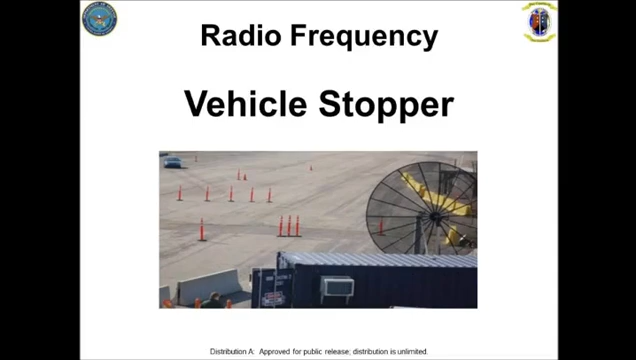 Radio Frequency
Vehicle Stopper
Distribution A: Approved for public release; distribution is unlimited.